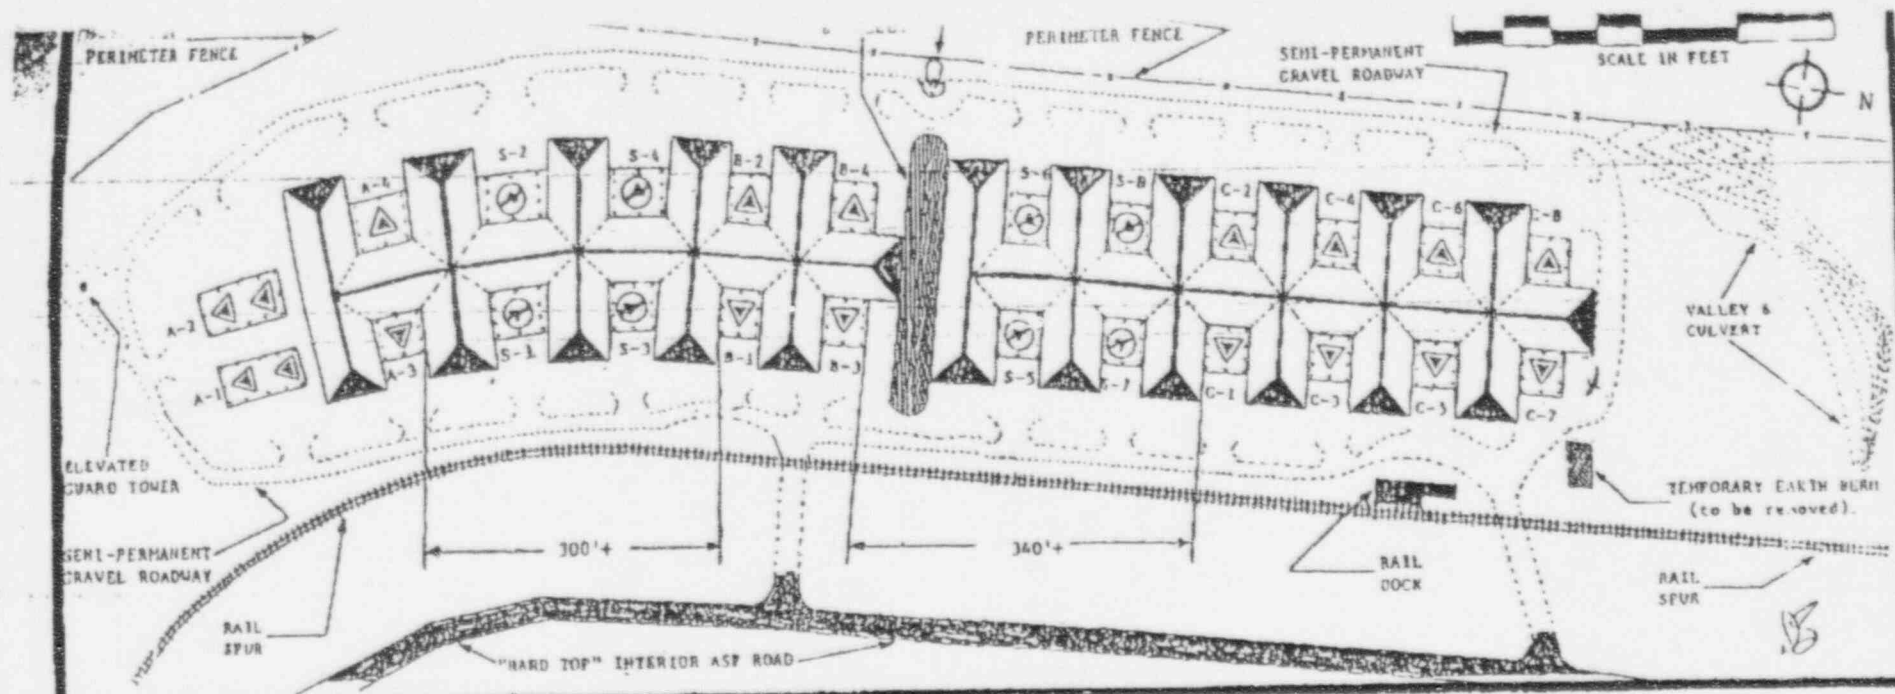 PERIMETER FENCE
PERIMETER FENCE
SEMI-PERMANENT
GRAVEL ROADWAY
SCALE IN FEET
N
A-4
S-2
S-4
B-2
B-4
S-6
S-8
C-2
C-4
C-6
C-8
A-2
A-1
A-3
S-1
S-3
B-1
B-3
S-5
S-7
C-1
C-3
C-5
C-7
VALLEY &
CULVERT
ELEVATED
GUARD TOWER
TEMPORARY EARTH BERM
(to be removed).
SEMI-PERMANENT
GRAVEL ROADWAY
300'+
340'+
RAIL
DOCK
RAIL
SPUR
RAIL
SPUR
"HARD TOP" INTERIOR ASP ROAD